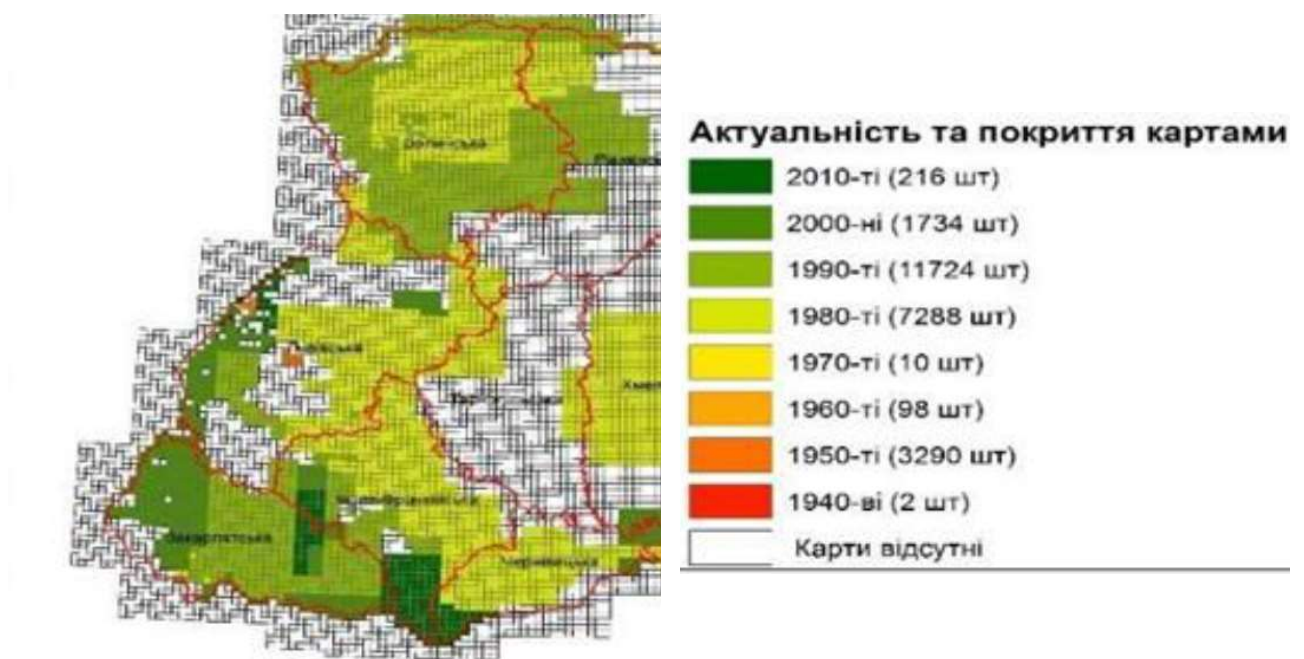 Волинська
Львівська
Закарпатська
Чернівецька
Актуальність та покриття картами
2010-ті (216 шт)
2000-ні (1734 шт)
1990-ті (11724 шт)
1980-ті (7288 шт)
1970-ті (10 шт)
1960-ті (98 шт)
1950-ті (3290 шт)
1940-ві (2 шт)
Карти відсутні